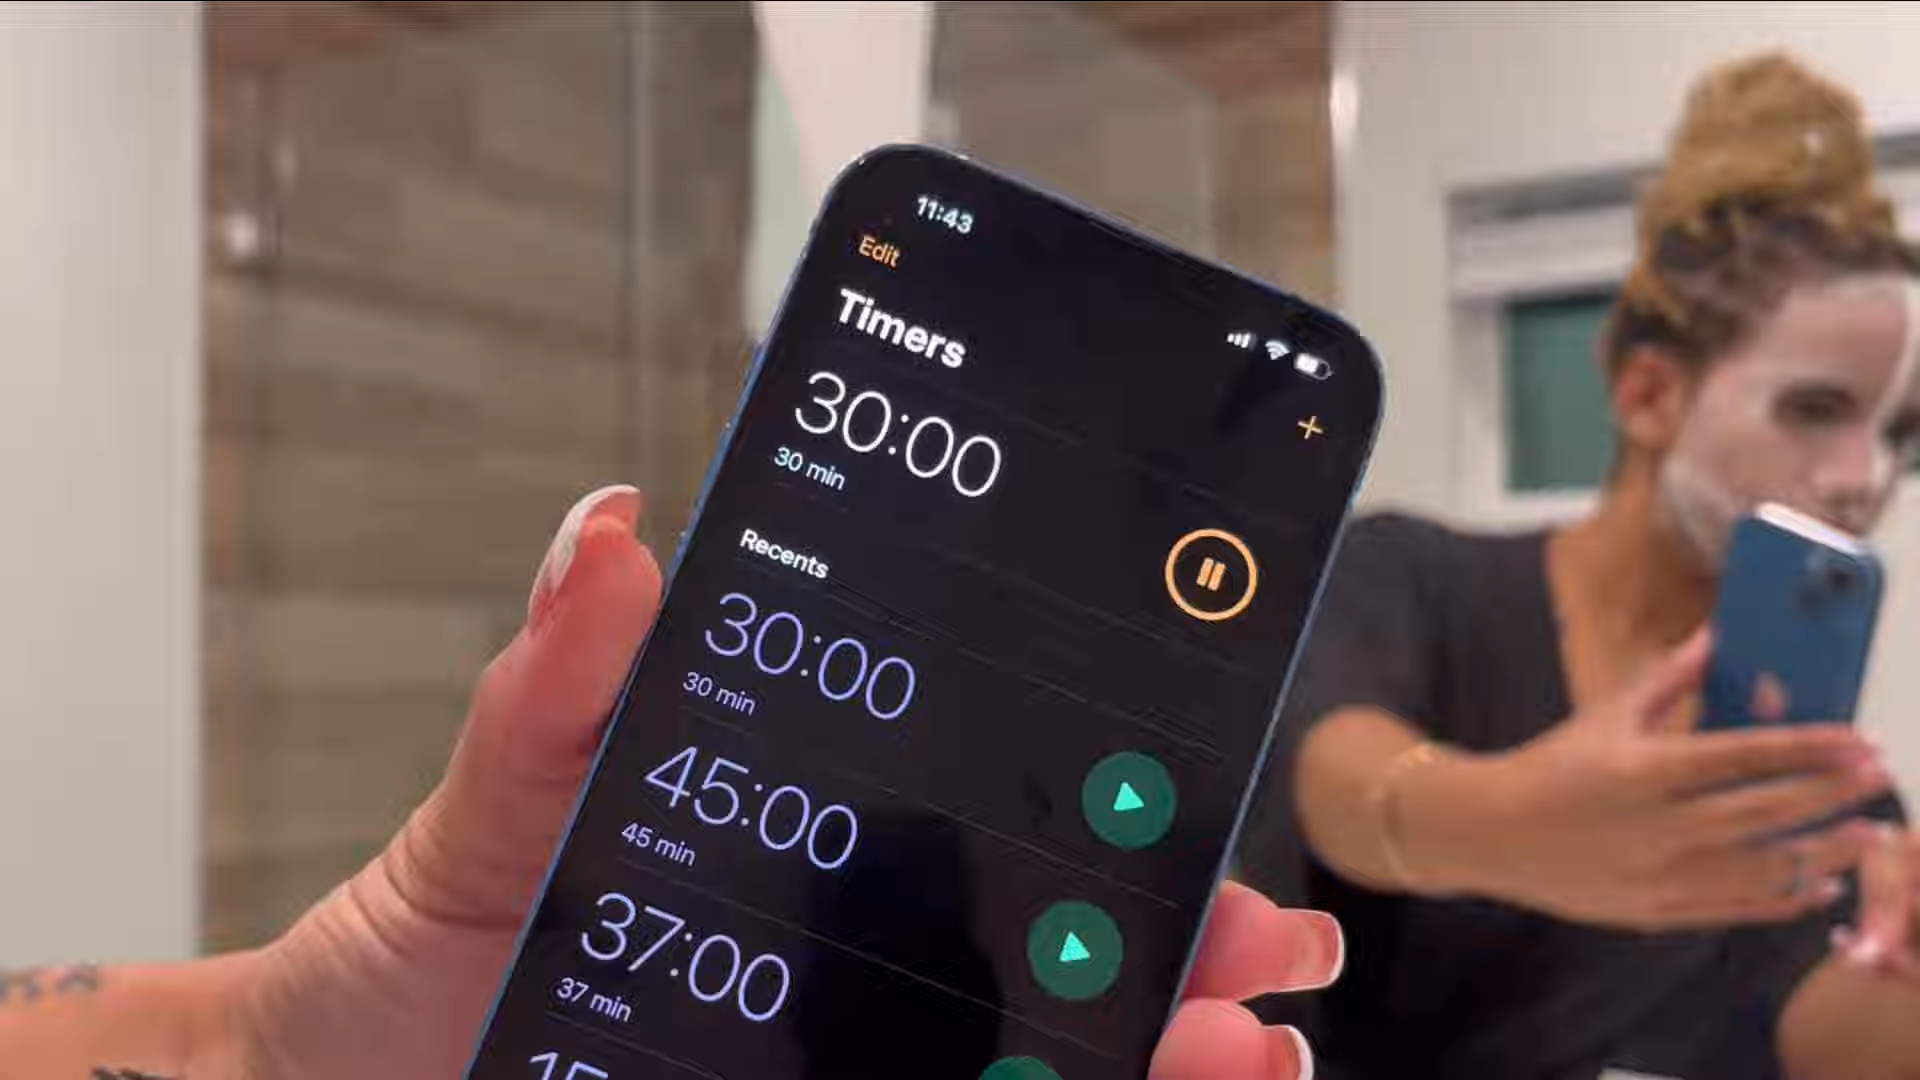 11:43
Edit
Timers
30:00
30 min
Recents
30:00
30 min
45:00
45 min
37:00
37 min